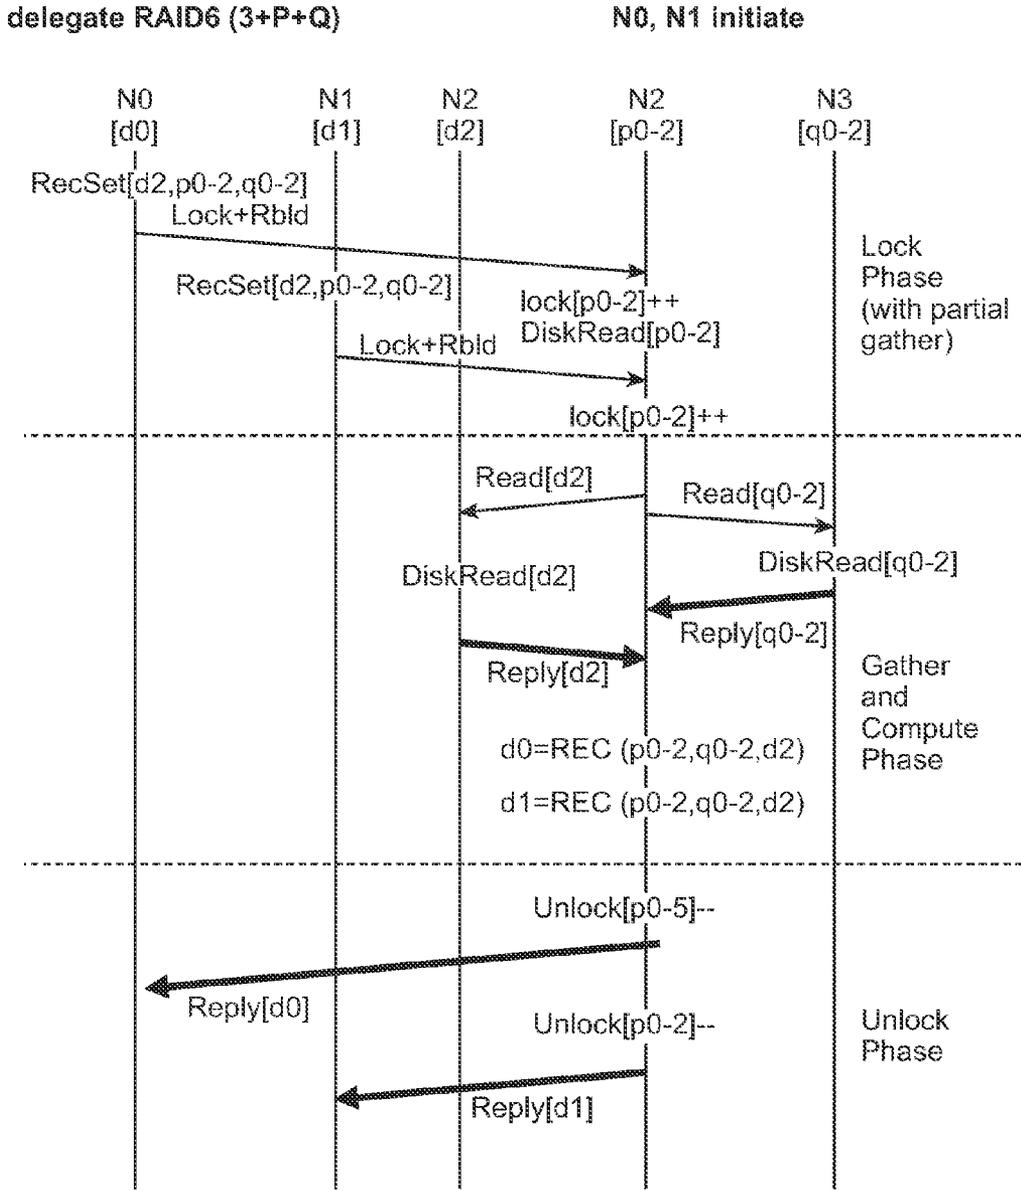 delegate RAID6 (3+P+Q)
N0, N1 initiate
N0
[d0]
N1
[d1]
N2
[d2]
N2
[p0-2]
N3
[q0-2]
RecSet[d2,p0-2,q0-2]
Lock+Rbld
RecSet[d2,p0-2,q0-2]
lock[p0-2]++
DiskRead[p0-2]
Lock+Rbld
lock[p0-2]++
Lock
Phase
(with partial
gather)
Read[d2]
Read[q0-2]
DiskRead[d2]
DiskRead[q0-2]
Reply[q0-2]
Reply[d2]
d0=REC (p0-2,q0-2,d2)
d1=REC (p0-2,q0-2,d2)
Gather
and
Compute
Phase
Unlock[p0-5]--
Reply[d0]
Unlock[p0-2]--
Reply[d1]
Unlock
Phase